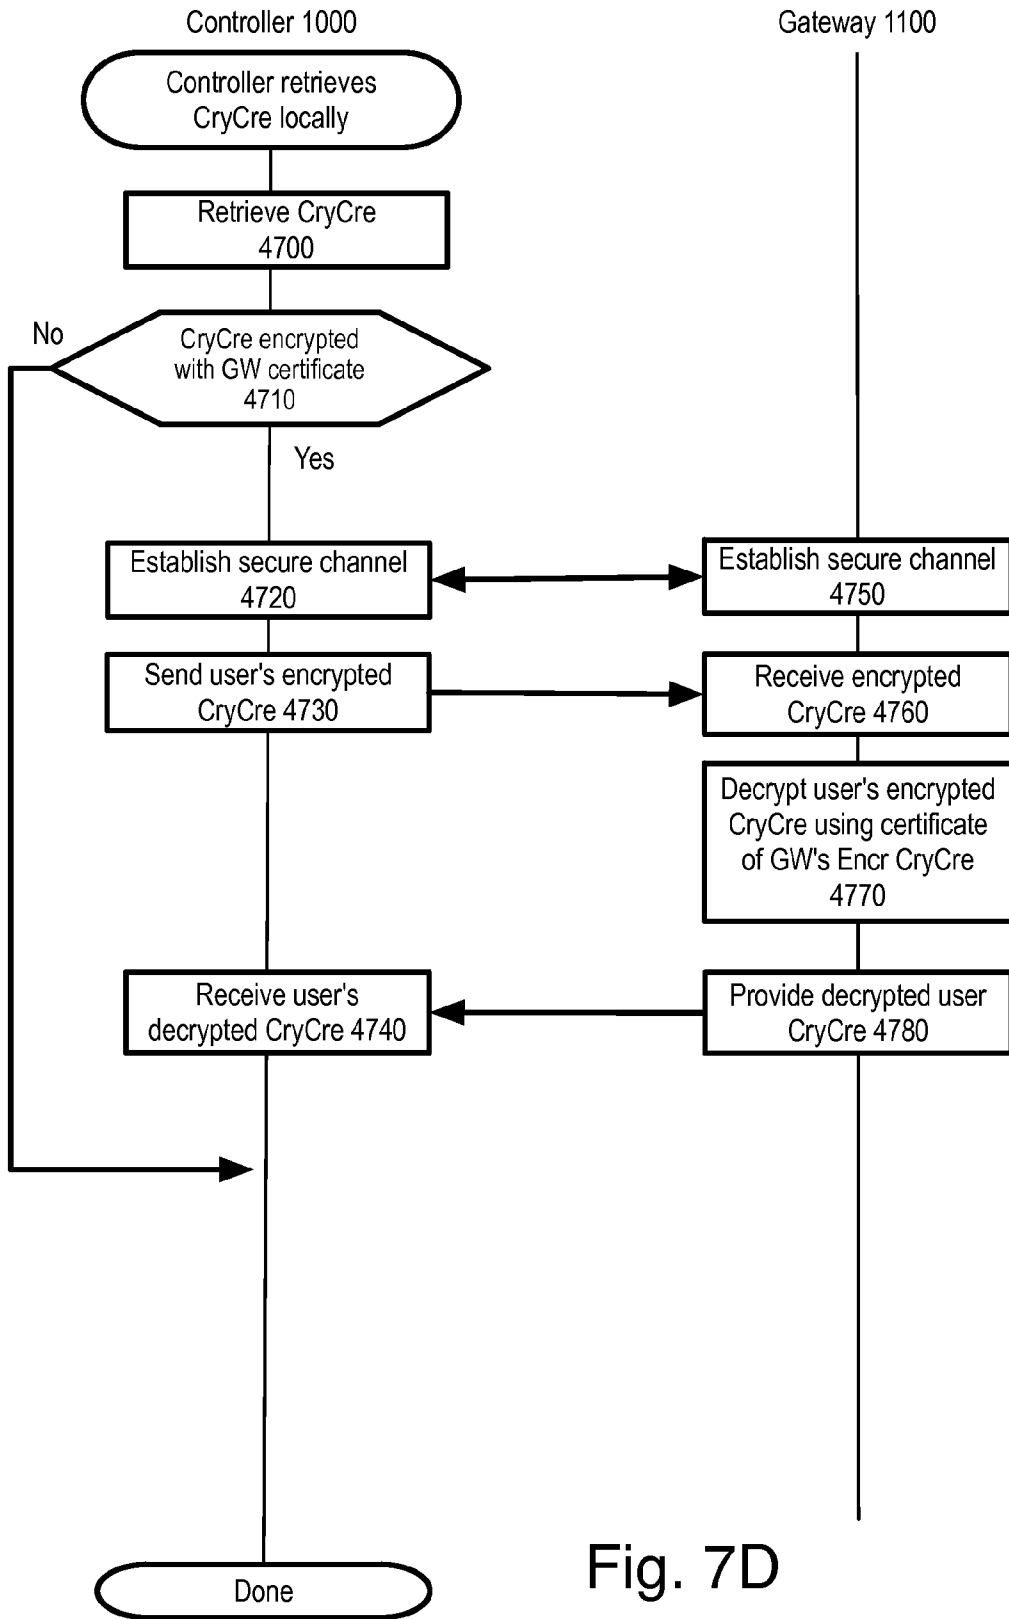 Controller 1000
Gateway 1100
Controller retrieves
CryCre locally
Retrieve CryCre
4700
No
CryCre encrypted
with GW certificate
4710
Yes
Establish secure channel
4720
Establish secure channel
4750
Send user's encrypted
CryCre 4730
Receive encrypted
CryCre 4760
Decrypt user's encrypted
CryCre using certificate
of GW's Encr CryCre
4770
Receive user's
decrypted CryCre 4740
Provide decrypted user
CryCre 4780
Done
Fig. 7D